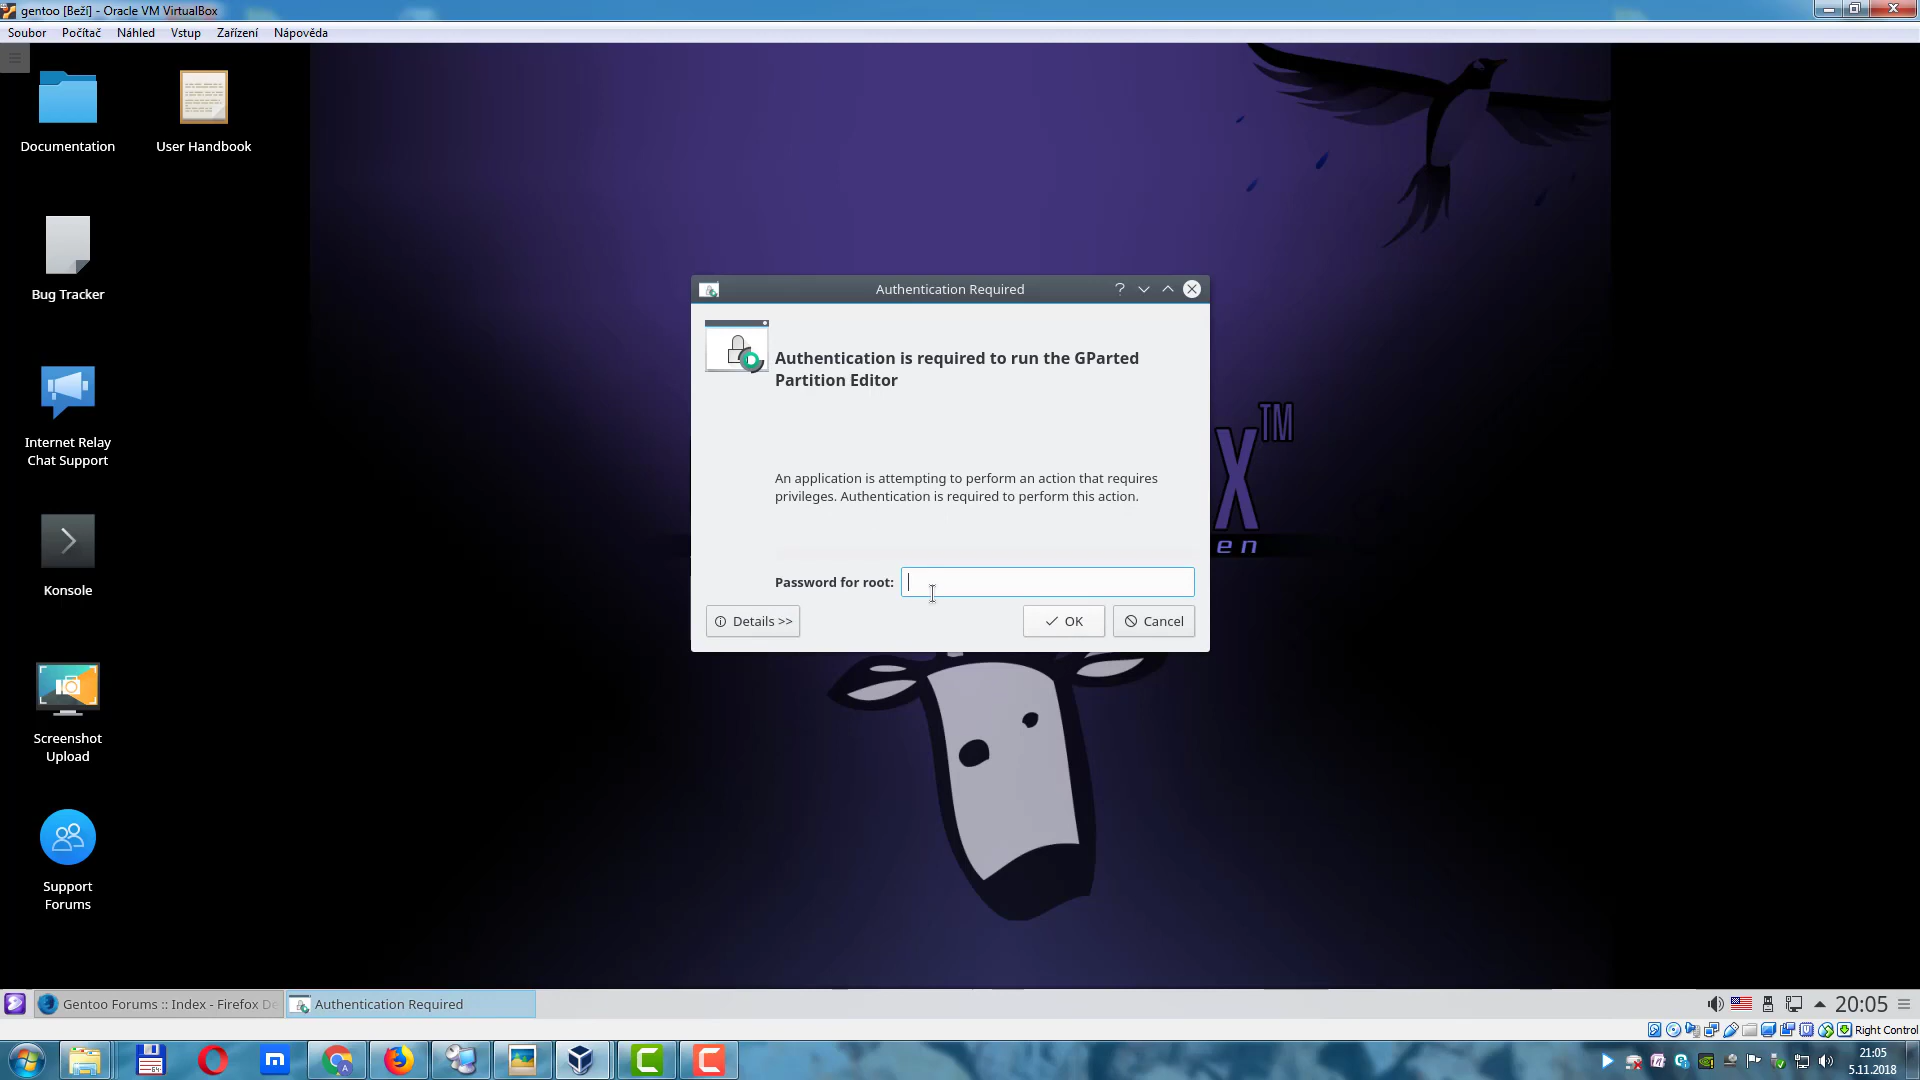 gentoo [Beží] - Oracle VM VirtualBox
Soubor Počítač Náhled Vstup Zařízení Nápověda
Documentation
User Handbook
Bug Tracker
Internet Relay
Chat Support
Konsole
Screenshot
Upload
Support
Forums
Authentication Required
Authentication is required to run the GParted
Partition Editor
An application is attempting to perform an action that requires
privileges. Authentication is required to perform this action.
Password for root:
Details >>
OK
Cancel
X™
en
Gentoo Forums :: Index - Firefox De
Authentication Required
20:05
Right Control
21:05
5.11.2018